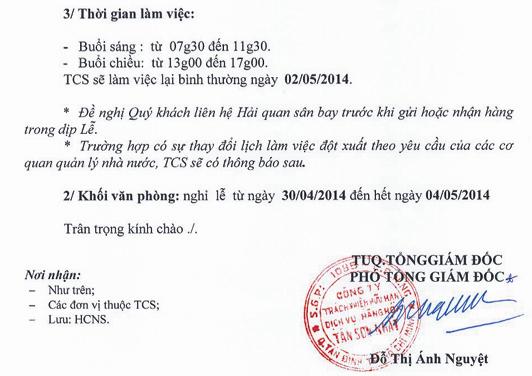 3/ Thời gian làm việc:
- Buổi sáng : từ 07g30 đến 11g30.
- Buổi chiều: từ 13g00 đến 17g00.
TCS sẽ làm việc lại bình thường ngày 02/05/2014.
* Đề nghị Quý khách liên hệ Hải quan sân bay trước khi gửi hoặc nhận hàng
trong dịp Lễ.
* Trường hợp có sự thay đổi lịch làm việc đột xuất theo yêu cầu của các cơ
quan quản lý nhà nước, TCS sẽ có thông báo sau.
2/ Khối văn phòng: nghỉ lễ từ ngày 30/04/2014 đến hết ngày 04/05/2014
Trân trọng kính chào ./.
TUQ.TỔNGGIÁM ĐỐC
PHÓ TỔNG GIÁM ĐỐC
Nơi nhận:
– Như trên;
– Các đơn vị thuộc TCS;
– Lưu: HCNS.
CÔNG TY
TRÁCH NHIỆM HỮU HẠN
DỊCH VỤ HÀNG HÓA
TÂN SƠN NHẤT
Đỗ Thị Ánh Nguyệt